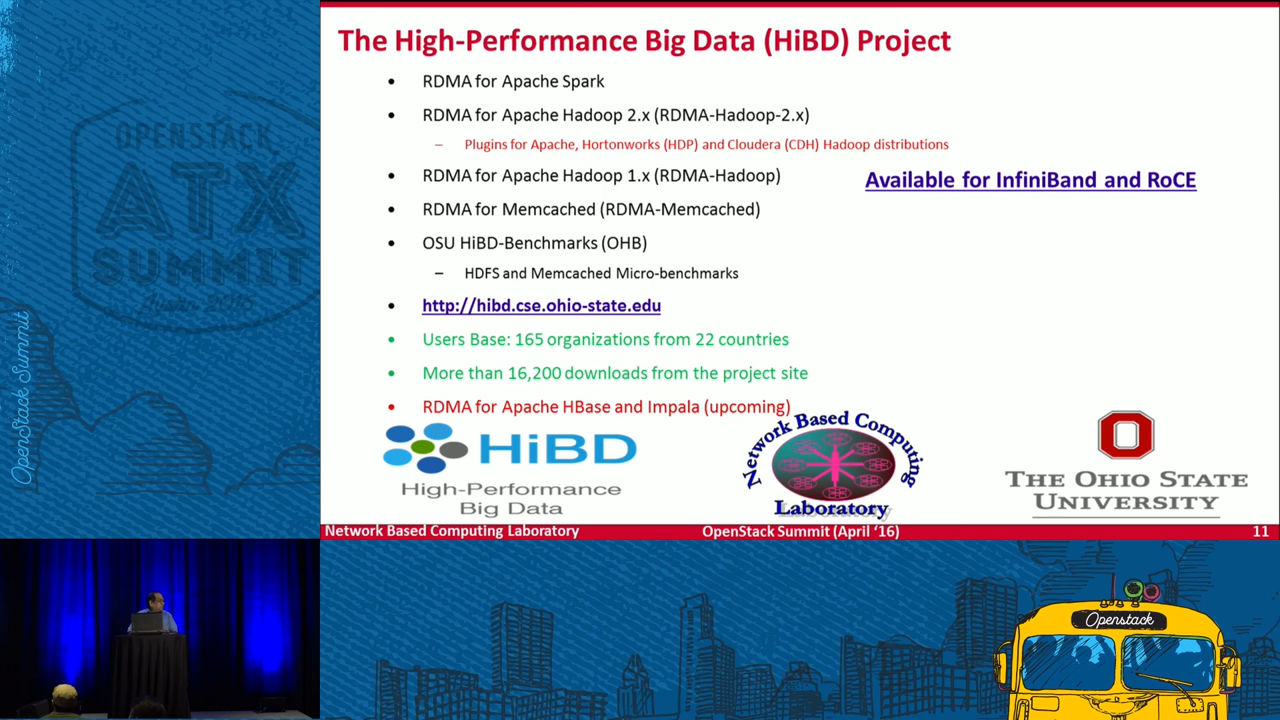 The High-Performance Big Data (HiBD) Project
• RDMA for Apache Spark
• RDMA for Apache Hadoop 2.x (RDMA-Hadoop-2.x)
– Plugins for Apache, Hortonworks (HDP) and Cloudera (CDH) Hadoop distributions
• RDMA for Apache Hadoop 1.x (RDMA-Hadoop)
Available for InfiniBand and RoCE
• RDMA for Memcached (RDMA-Memcached)
• OSU HiBD-Benchmarks (OHB)
– HDFS and Memcached Micro-benchmarks
• http://hibd.cse.ohio-state.edu
• Users Base: 165 organizations from 22 countries
• More than 16,200 downloads from the project site
• RDMA for Apache HBase and Impala (upcoming)
HiBD
High-Performance
Big Data
Network Based Computing
Laboratory
O
THE OHIO STATE
UNIVERSITY
Network Based Computing Laboratory
OpenStack Summit (April ‘16)
11
OPENSTACK
ATX
SUMMIT
OpenStack Summit
Openstack